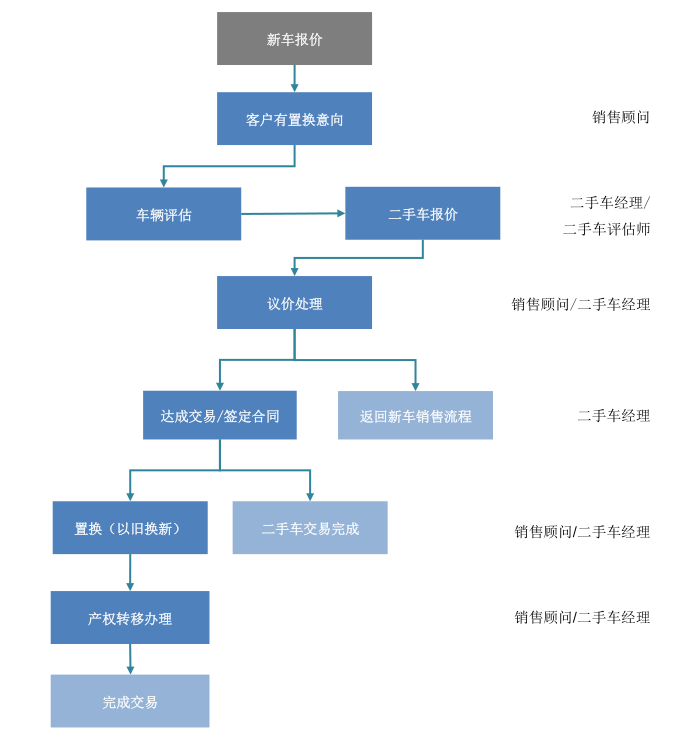 新车报价
客户有置换意向
销售顾问
车辆评估
二手车报价
二手车经理/
二手车评估师
议价处理
销售顾问/二手车经理
达成交易/签定合同
返回新车销售流程
二手车经理
置换（以旧换新）
二手车交易完成
销售顾问/二手车经理
产权转移办理
销售顾问/二手车经理
完成交易